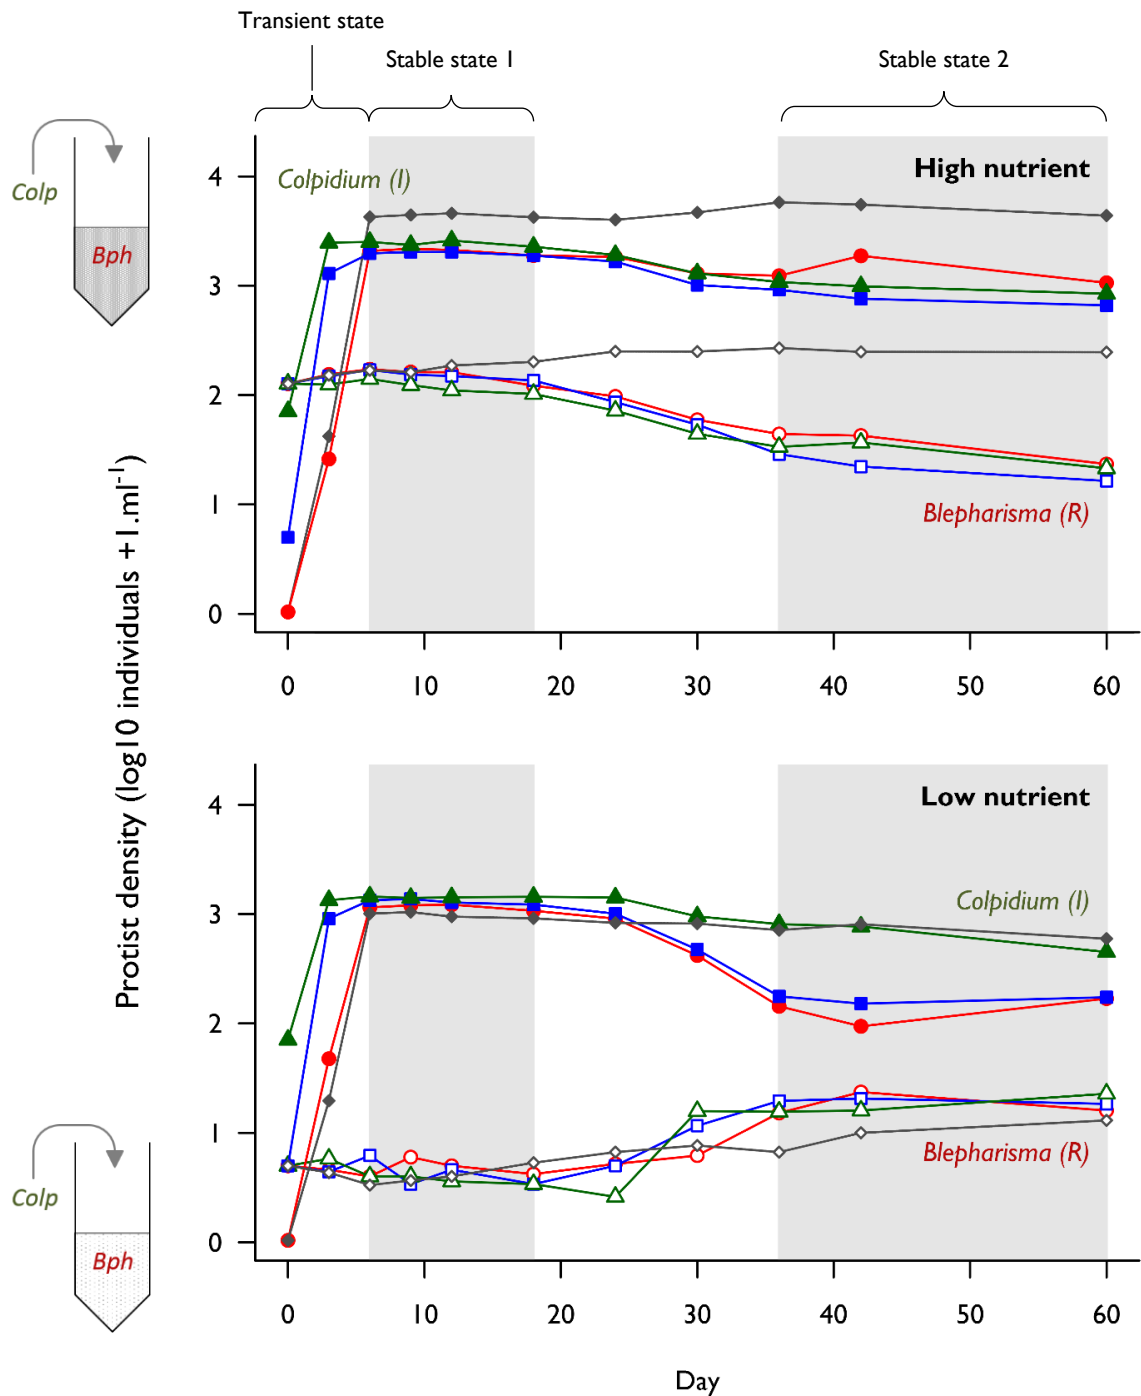 Transient state
Stable state 1
Stable state 2
Colp
Bph
Colpidium (I)
High nutrient
Blepharisma (R)
4
3
2
1
0
0 10 20 30 40 50 60
Protist density (log10 individuals +1.ml-1)
Low nutrient
Colpidium (I)
Blepharisma (R)
4
3
2
1
0
Colp
Bph
0 10 20 30 40 50 60
Day